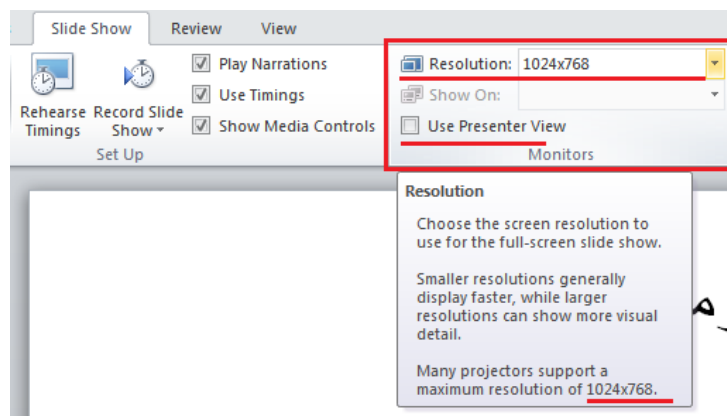 Slide Show Review View
Play Narrations
Use Timings
Show Media Controls
Rehearse Timings
Record Slide Show
Set Up
Resolution: 1024x768
Show On:
Use Presenter View
Monitors
Resolution
Choose the screen resolution to
use for the full-screen slide show.
Smaller resolutions generally
display faster, while larger
resolutions can show more visual
detail.
Many projectors support a
maximum resolution of 1024x768.